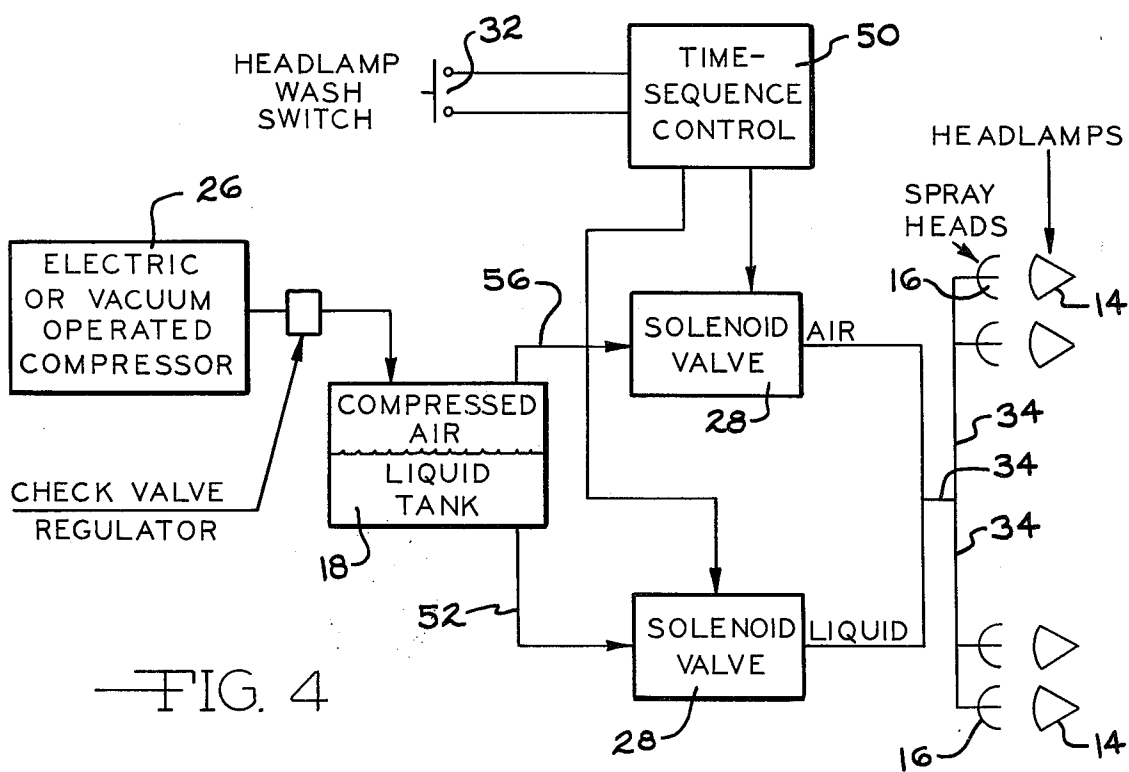 32
50
HEADLAMP
WASH
SWITCH
TIME-
SEQUENCE
CONTROL
HEADLAMPS
SPRAY
HEADS
26
ELECTRIC
OR VACUUM
OPERATED
COMPRESSOR
56
16
14
SOLENOID
VALVE
AIR
28
COMPRESSED
AIR
LIQUID
TANK
34
34
34
CHECK VALVE
REGULATOR
18
52
SOLENOID
VALVE
LIQUID
28
16
14
FIG. 4